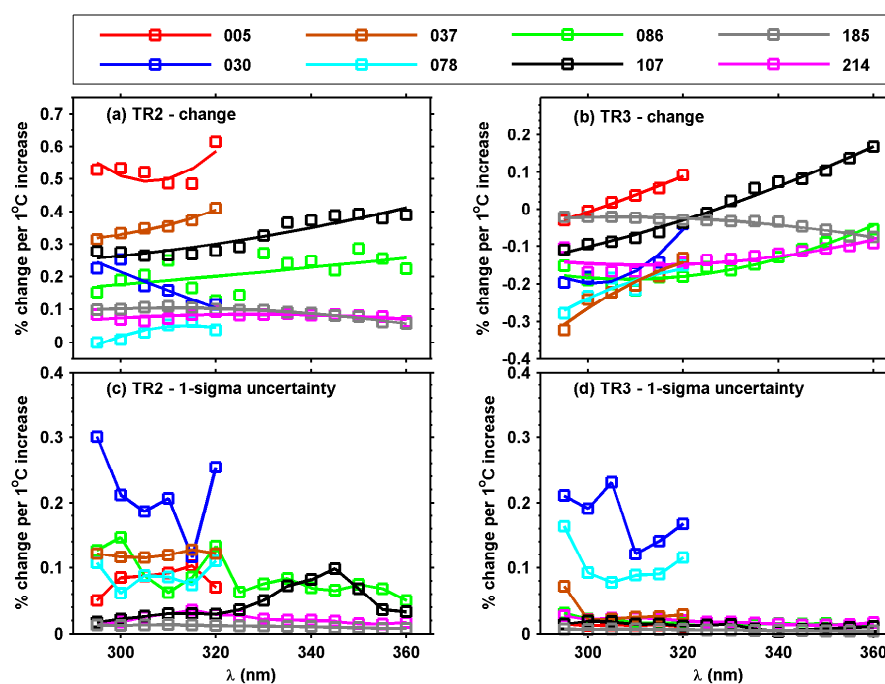 005 037 086 185
030 078 107 214
(a) TR2 - change
(b) TR3 - change
% change per 1°C increase
0.7
0.6
0.5
0.4
0.3
0.2
0.1
0
% change per 1°C increase
0.2
0.1
0
-0.1
-0.2
-0.3
-0.4
(c) TR2 - 1-sigma uncertainty
(d) TR3 - 1-sigma uncertainty
% change per 1°C increase
0.4
0.3
0.2
0.1
0
% change per 1°C increase
0.4
0.3
0.2
0.1
0
300 320 340 360
300 320 340 360
λ (nm)
λ (nm)